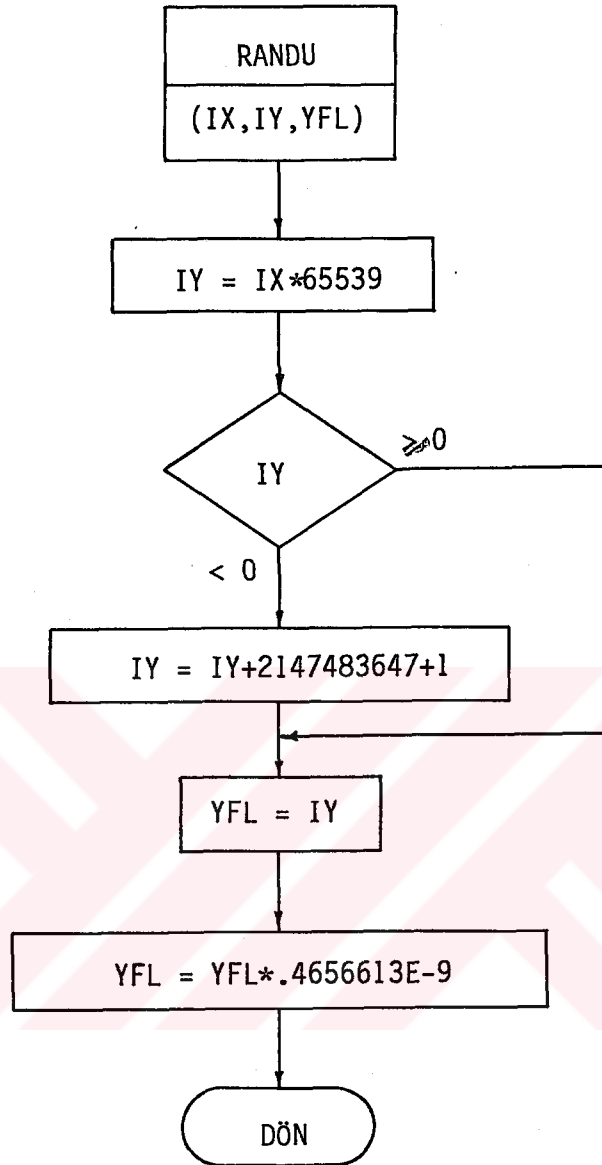 RANDU
(IX,IY,YFL)
IY = IX*65539
IY
⩾0
< 0
IY = IY+2147483647+1
YFL = IY
YFL = YFL*.4656613E-9
DÖN